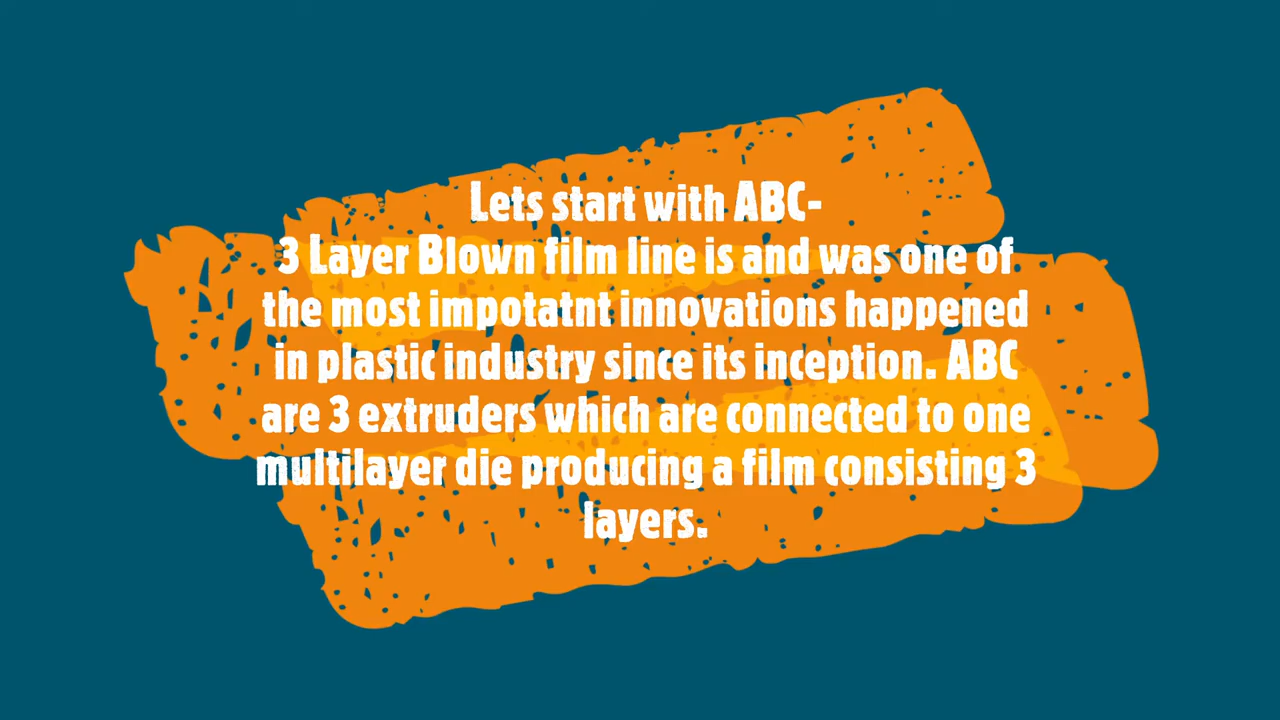 Lets start with ABC-
3 Layer Blown film line is and was one of
the most impotatnt innovations happened
in plastic industry since its inception. ABC
are 3 extruders which are connected to one
multilayer die producing a film consisting 3
layers.